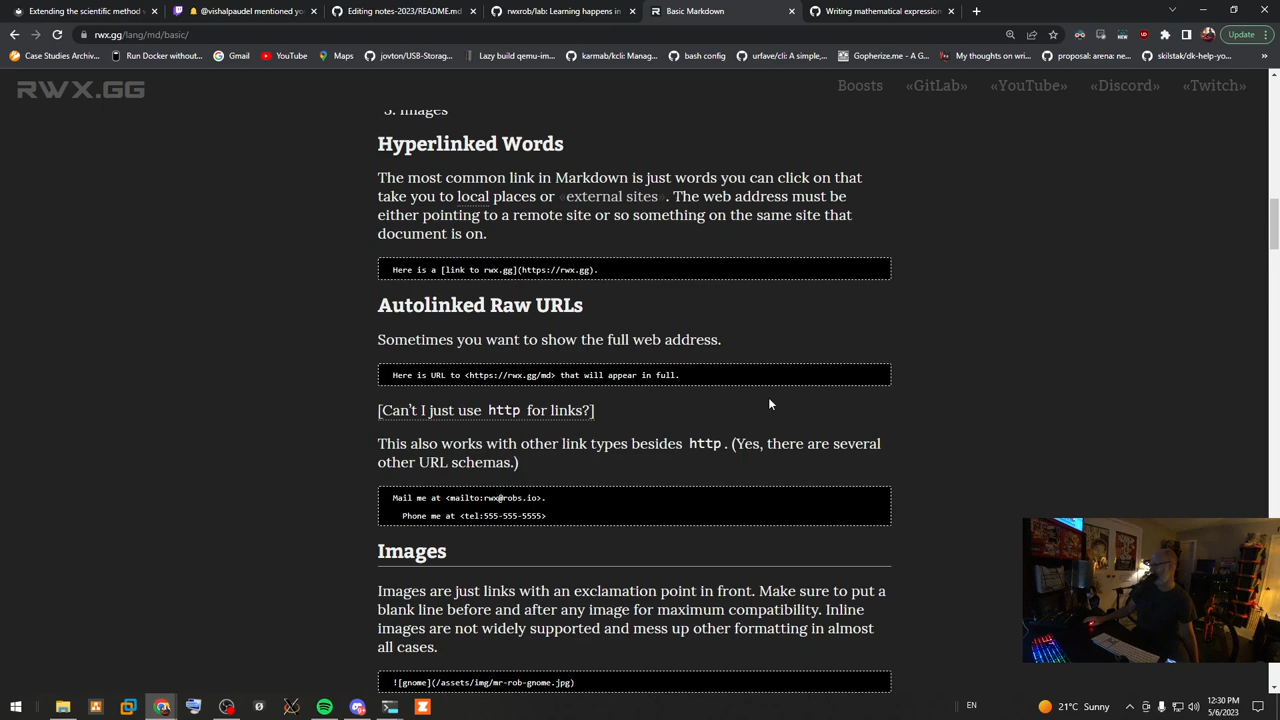 Extending the scientific method
@vishalpaudel mentioned yo
Editing notes-2023/README.md
rwxrob/lab: Learning happens in
Basic Markdown
Writing mathematical expression
rwx.gg/lang/md/basic/
Update
Case Studies Archiv...
Run Docker without...
Gmail
YouTube
Maps
jovton/USB-Storag...
Lazy build qemu-im...
karmab/kcli: Manag...
bash config
urfave/cli: A simple,...
Gopherize.me - A G...
My thoughts on wri...
proposal: arena: ne...
skilstak/dk-help-yo...
RWX.GG
Boosts
«GitLab»
«YouTube»
«Discord»
«Twitch»
3. Images
Hyperlinked Words
The most common link in Markdown is just words you can click on that
take you to local places or «external sites». The web address must be
either pointing to a remote site or so something on the same site that
document is on.
Here is a [link to rwx.gg](https://rwx.gg).
Autolinked Raw URLs
Sometimes you want to show the full web address.
Here is URL to <https://rwx.gg/md> that will appear in full.
[Can't I just use http for links?]
This also works with other link types besides http. (Yes, there are several
other URL schemas.)
Mail me at <mailto:rwx@robs.io>.
Phone me at <tel:555-555-5555>
Images
Images are just links with an exclamation point in front. Make sure to put a
blank line before and after any image for maximum compatibility. Inline
images are not widely supported and mess up other formatting in almost
all cases.
![gnome](/assets/img/mr-rob-gnome.jpg)
21°C Sunny
EN
12:30 PM
5/6/2023